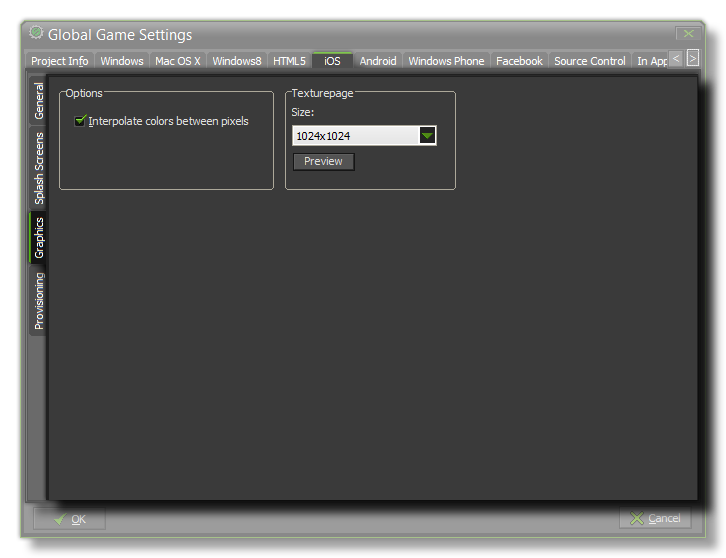 Global Game Settings
Project Info Windows Mac OS X Windows8 HTML5 iOS Android Windows Phone Facebook Source Control In App
General
Splash Screens
Graphics
Provisioning
Options
Interpolate colors between pixels
Texturepage
Size:
1024x1024
Preview
OK
Cancel